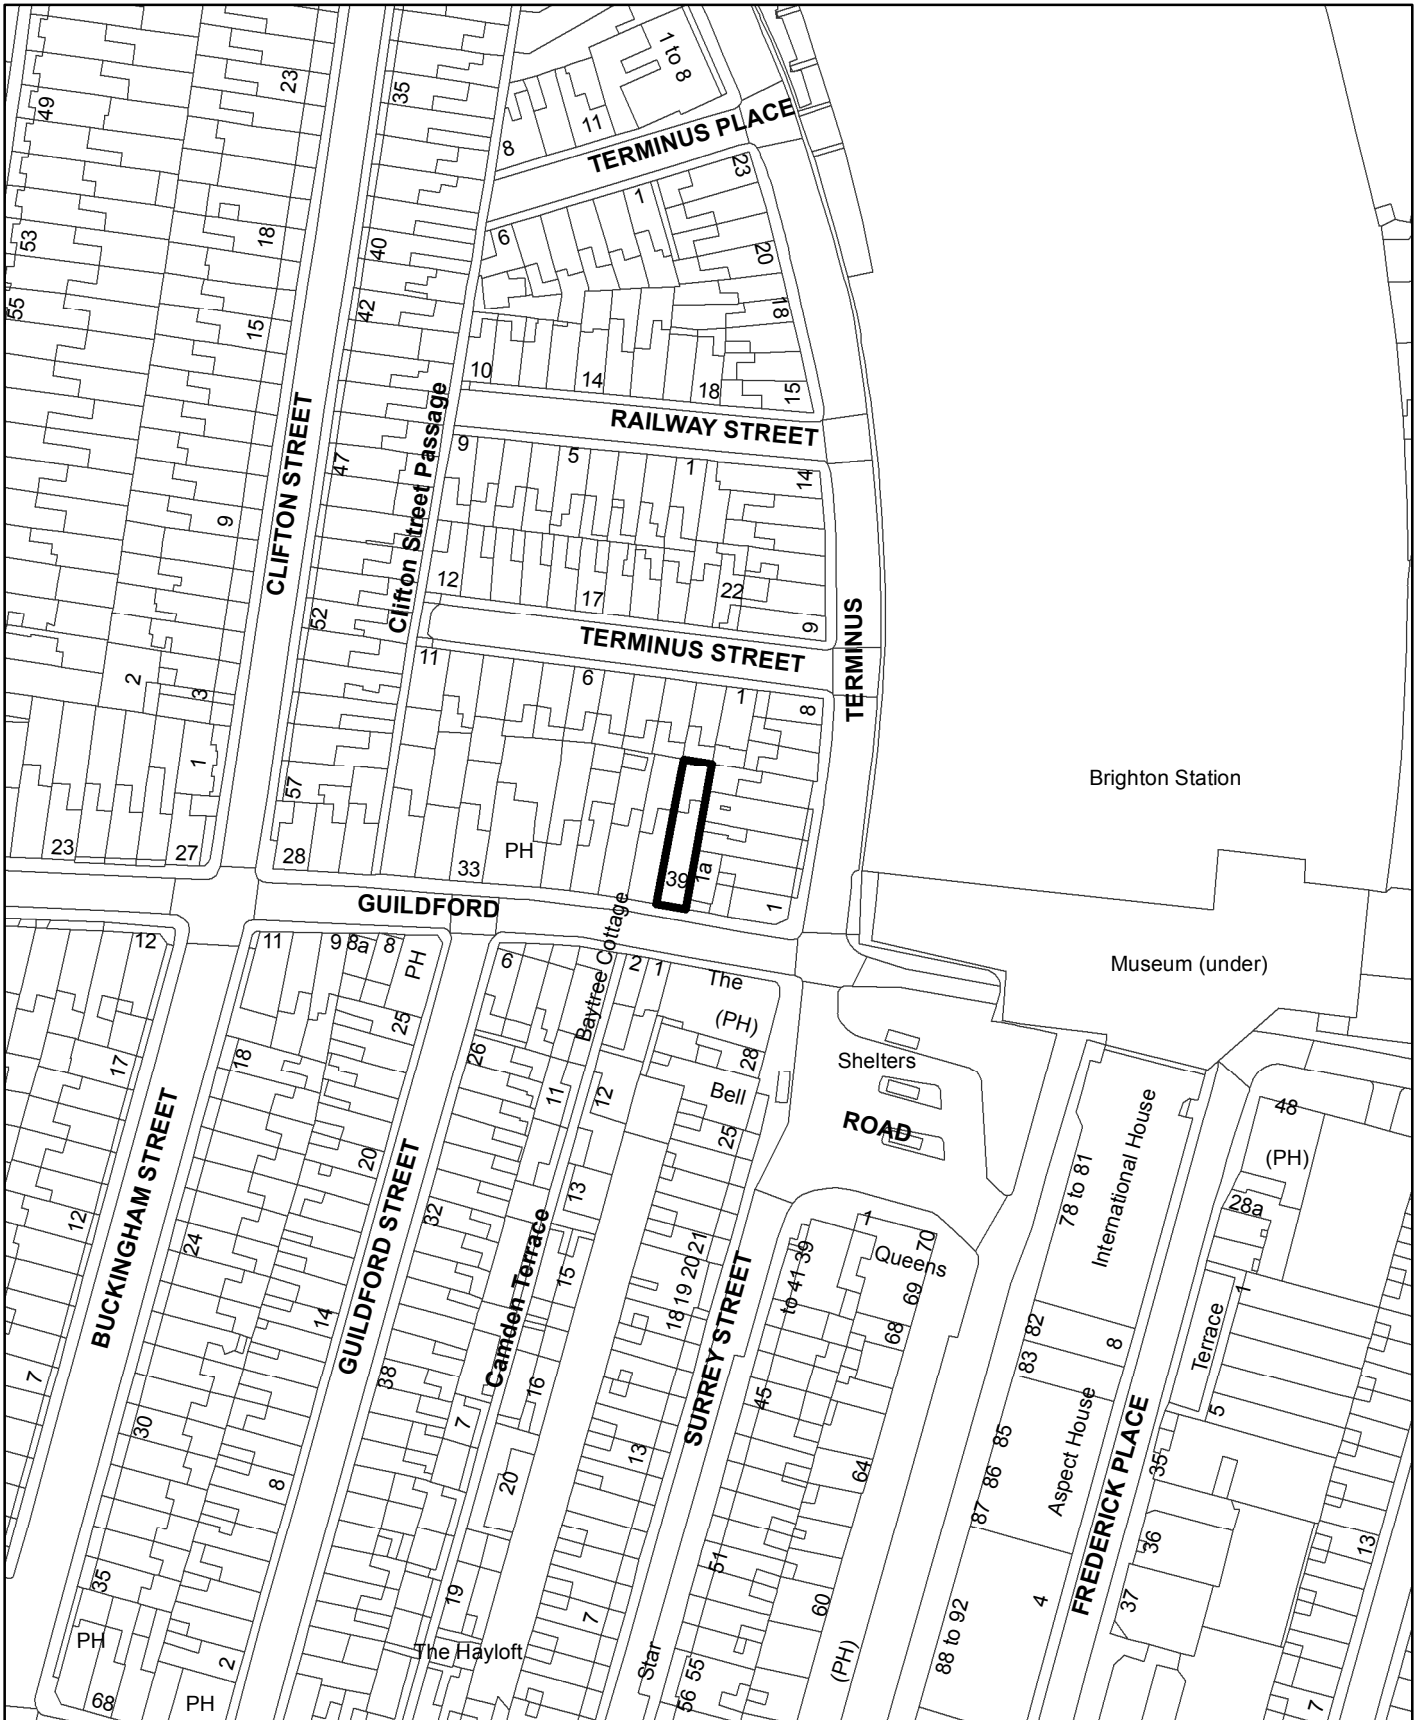 1 to 8
23
35
49
11
8
TERMINUS PLACE
23
1
18
53
40
6
20
55
15
42
18
10
14
18
15
RAILWAY STREET
CLIFTON STREET
47
Clifton Street Passage
9
5
1
14
9
12
17
22
52
TERMINUS STREET
9
TERMINUS
11
6
1
8
2
3
1
57
Brighton Station
23
27
28
33
PH
39
1a
1
GUILDFORD
12
11
9
8a
8
PH
6
Baytree Cottage
2
1
The
(PH)
Museum (under)
17
18
25
26
11
12
28
Bell
25
Shelters
ROAD
48
(PH)
BUCKINGHAM STREET
12
24
20
GUILDFORD STREET
32
13
Camden Terrace
15
21
20
19
18
SURREY STREET
39
to 41
1
Queens
70
69
68
78 to 81
International House
28a
1
Terrace
5
7
30
14
38
8
7
16
20
13
45
64
82
83
8
85
86
87
Aspect House
FREDERICK PLACE
35
36
37
13
35
PH
68
2
PH
19
The Hayloft
7
Star
51
55
56
60
(PH)
88 to 92
4
7